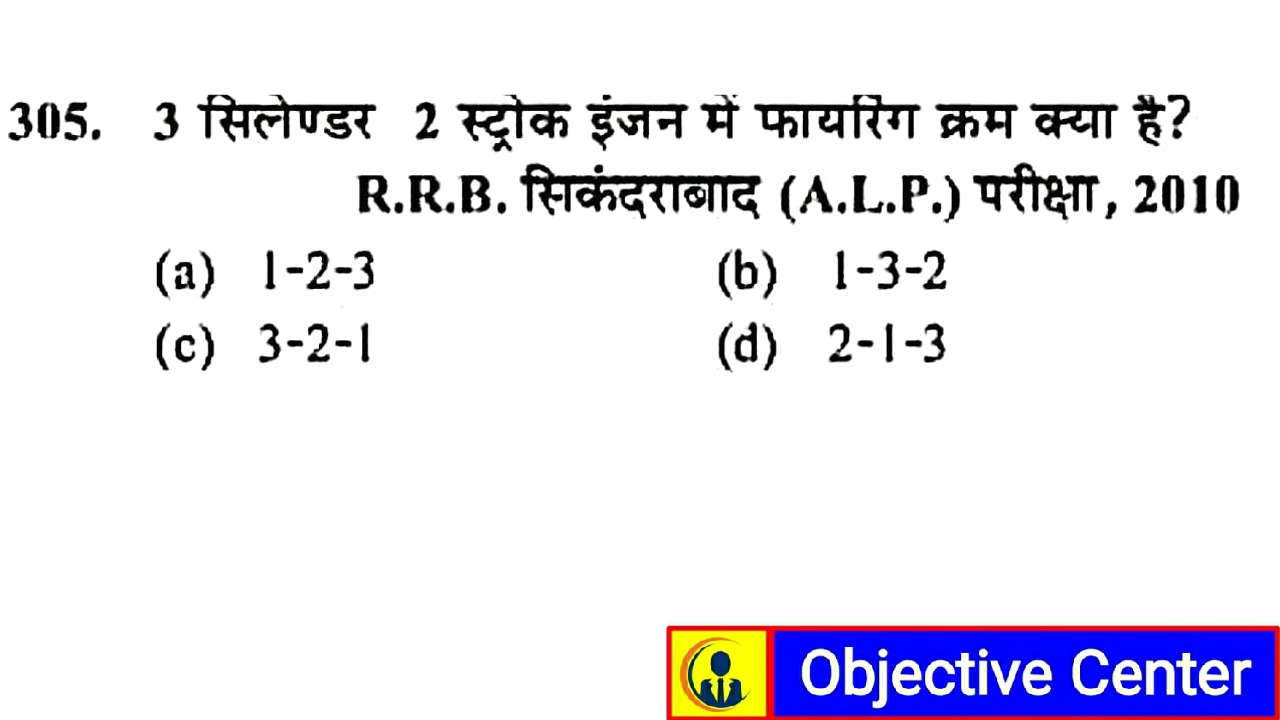 305. 3 सिलेण्डर 2 स्ट्रोक इंजन में फायरिंग क्रम क्या है?
R.R.B. सिकंदराबाद (A.L.P.) परीक्षा, 2010
(a) 1-2-3 (b) 1-3-2
(c) 3-2-1 (d) 2-1-3
Objective Center